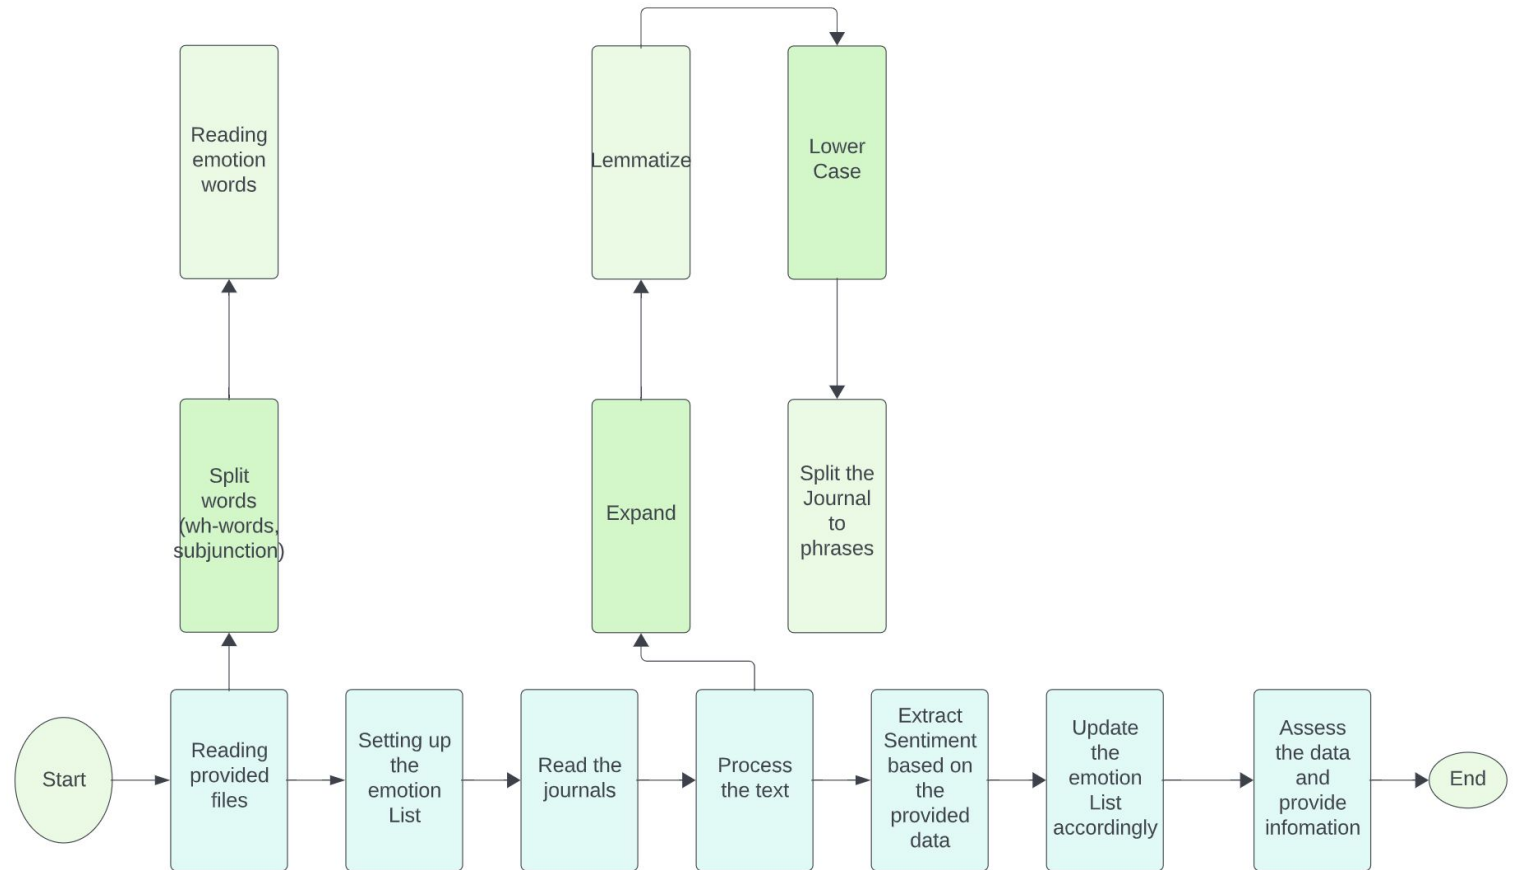 Reading
emotion
words
Lemmatize
Lower
Case
Split
words
(wh-words,
subjunction)
Expand
Split the
Journal
to
phrases
Start
Reading
provided
files
Setting up
the
emotion
List
Read the
journals
Process
the text
Extract
Sentiment
based on
the
provided
data
Update
the
emotion
List
accordingly
Assess
the data
and
provide
infomation
End